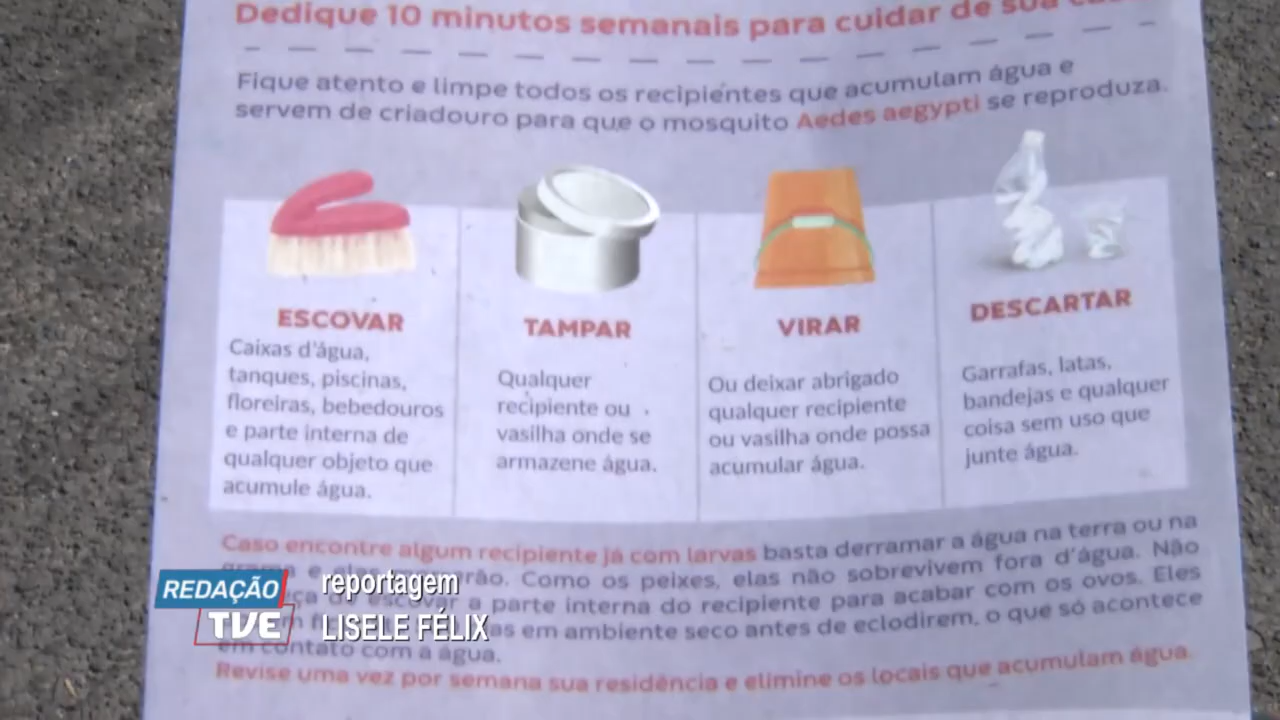 Dedique 10 minutos semanais para cuidar de sua
Fique atento e limpe todos os recipientes que acumulam água e
servem de criadouro para que o mosquito Aedes aegypti se reproduza.
ESCOVAR
Caixas d'água,
tanques, piscinas,
floreiras, bebedouros
e parte interna de
qualquer objeto que
acumule água.
TAMPAR
Qualquer
recipiente ou
vasilha onde se
armazene água.
VIRAR
Ou deixar abrigado
qualquer recipiente
ou vasilha onde possa
acumular água.
DESCARTAR
Garrafas, latas,
bandejas e qualquer
coisa sem uso que
junte água.
Caso encontre algum recipiente já com larvas basta derramar a água na terra ou na
e Como os peixes, elas não sobrevivem fora d'água. Não
escovar a parte interna do recipiente para acabar com os ovos. Eles
em ambiente seco antes de eclodirem, o que só acontece
em contato com a água.
Revise uma vez por semana sua residência e elimine os locais que acumulam água.
REDAÇÃO
TVE
reportagem
LISELE FÉLIX